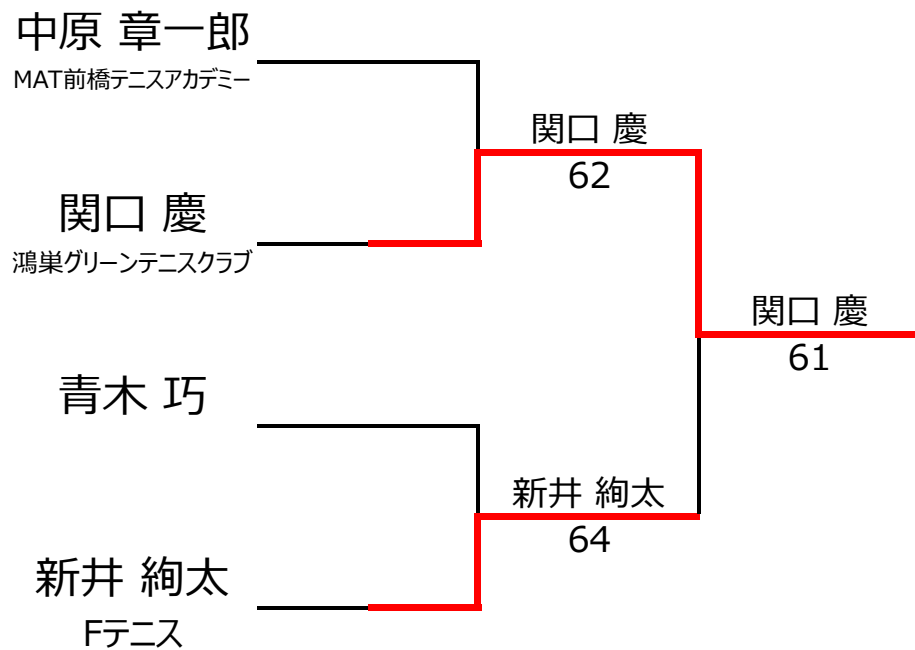 中原 章一郎
MAT前橋テニスアカデミー
関口 慶
62
関口 慶
鴻巣グリーンテニスクラブ
関口 慶
61
青木 巧
新井 絢太
64
新井 絢太
Fテニス